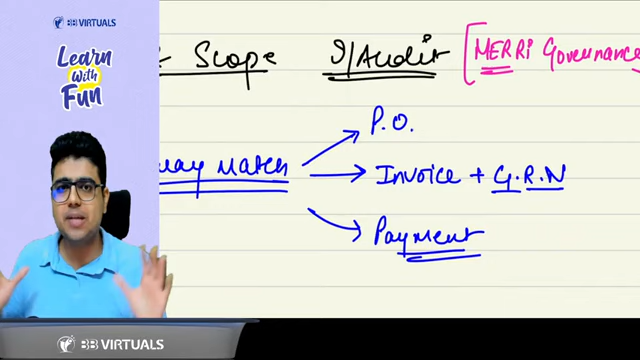 BB VIRTUALS
Learn
with
Fun
& Scope I/Audit [MERRI Governance
P.O.
way Match
Invoice + G.R.N
Payment
BB VIRTUALS